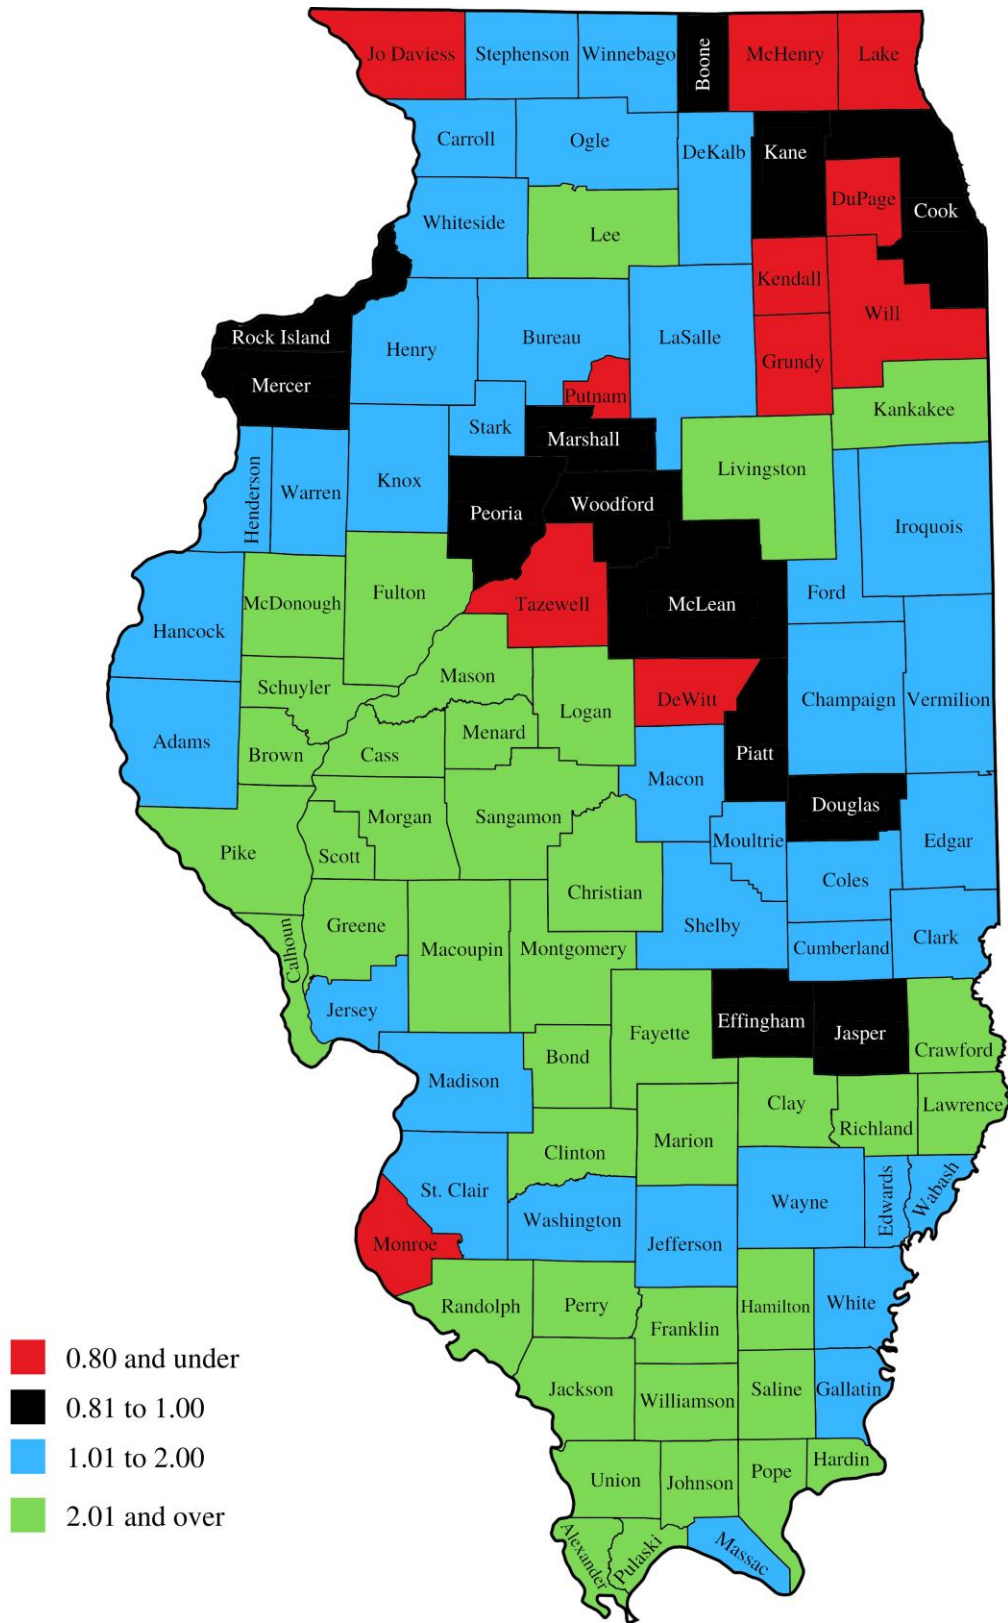 Jo Daviess
Stephenson
Winnebago
Boone
McHenry
Lake
Carroll
Ogle
DeKalb
Kane
DuPage
Cook
Whiteside
Lee
Kendall
Will
Rock Island
Mercer
Henry
Bureau
LaSalle
Grundy
Putnam
Kankakee
Stark
Marshall
Henderson
Warren
Knox
Peoria
Woodford
Livingston
Iroquois
Hancock
McDonough
Fulton
Tazewell
McLean
Ford
Schuyler
Mason
Logan
DeWitt
Champaign
Vermilion
Adams
Brown
Cass
Menard
Macon
Piatt
Douglas
Pike
Scott
Morgan
Sangamon
Christian
Moultrie
Coles
Edgar
Calhoun
Greene
Macoupin
Montgomery
Shelby
Cumberland
Clark
Jersey
Fayette
Effingham
Jasper
Crawford
Madison
Bond
Clay
Richland
Lawrence
Clinton
Marion
St. Clair
Washington
Jefferson
Wayne
Edwards
Wabash
Monroe
Randolph
Perry
Franklin
Hamilton
White
Jackson
Williamson
Saline
Gallatin
Union
Johnson
Pope
Hardin
Alexander
Pulaski
Massac
0.80 and under
0.81 to 1.00
1.01 to 2.00
2.01 and over